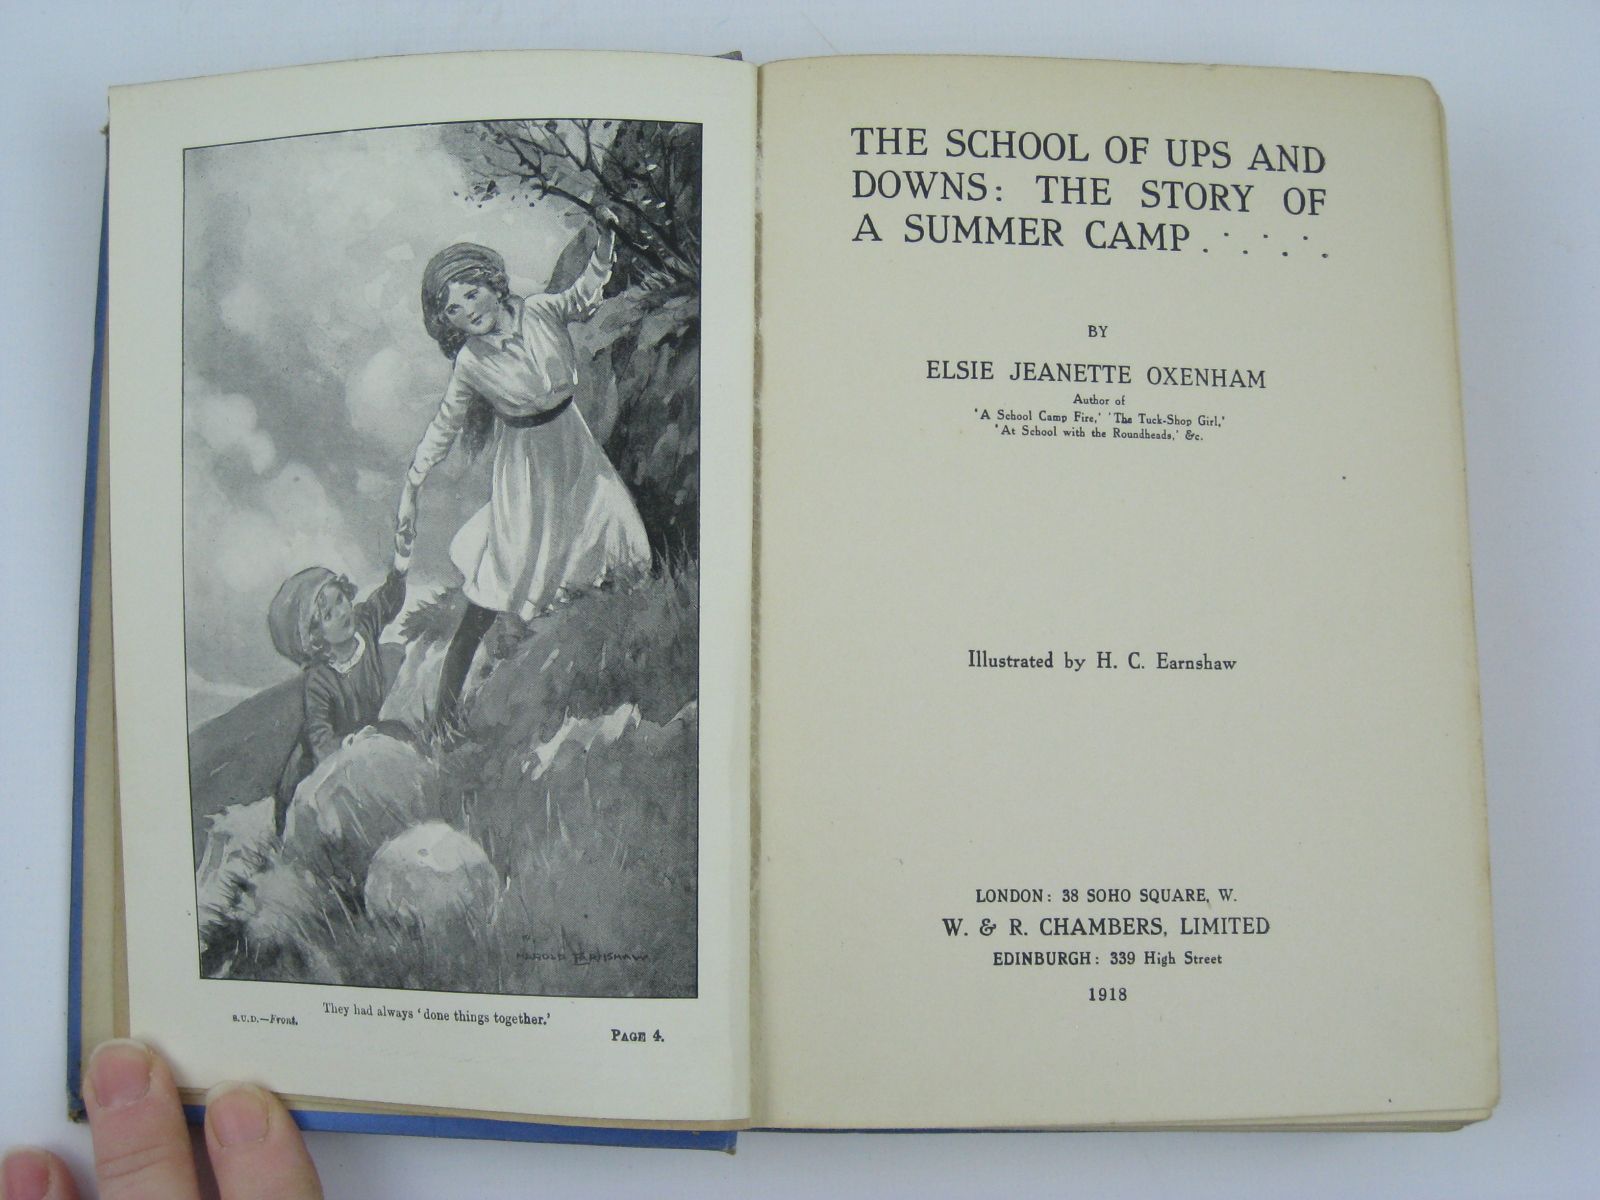 HAROLD EARNSHAW
They had always 'done things together.'
S.U.D.—Front.
PAGE 4.
THE SCHOOL OF UPS AND
DOWNS: THE STORY OF
A SUMMER CAMP . · . · . · .
BY
ELSIE JEANETTE OXENHAM
Author of
'A School Camp Fire,' 'The Tuck-Shop Girl,'
'At School with the Roundheads,' &c.
Illustrated by H. C. Earnshaw
LONDON: 38 SOHO SQUARE, W.
W. & R. CHAMBERS, LIMITED
EDINBURGH: 339 High Street
1918